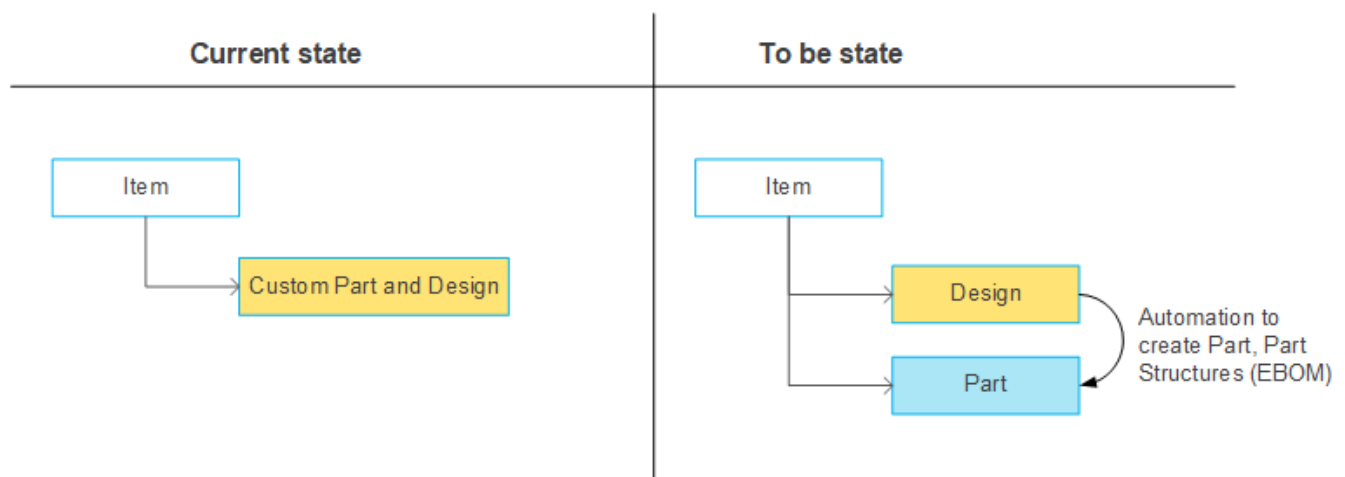 Current state
To be state
Item
Custom Part and Design
Item
Design
Part
Automation to
create Part, Part
Structures (EBOM)